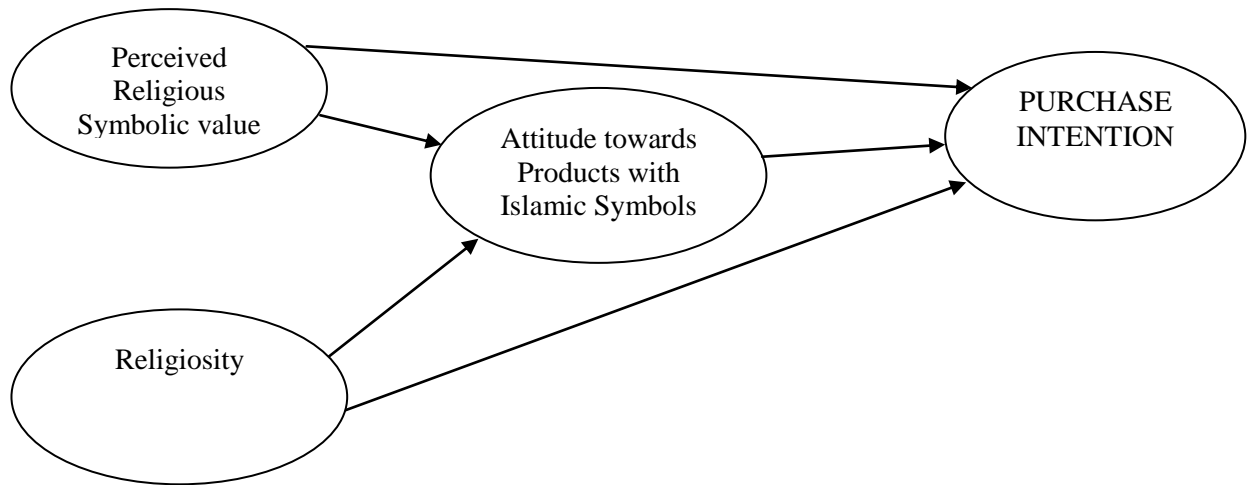 Perceived
Religious
Symbolic value
Attitude towards
Products with
Islamic Symbols
PURCHASE
INTENTION
Religiosity